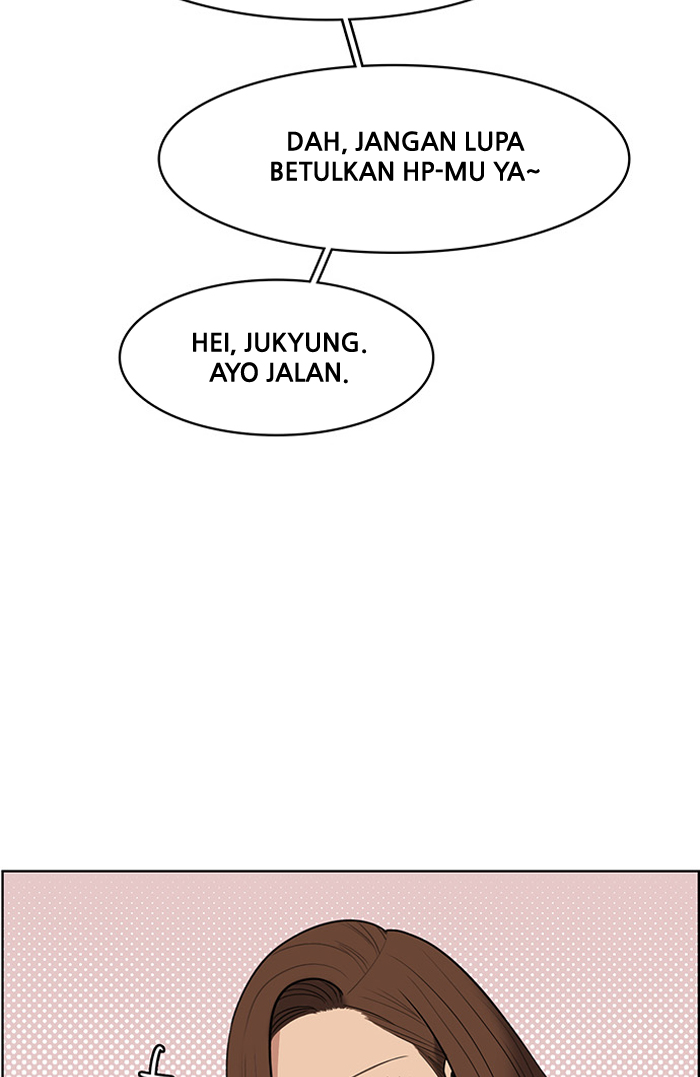 DAH, JANGAN LUPA
BETULKAN HP-MU YA~
HEI, JUKYUNG.
AYO JALAN.